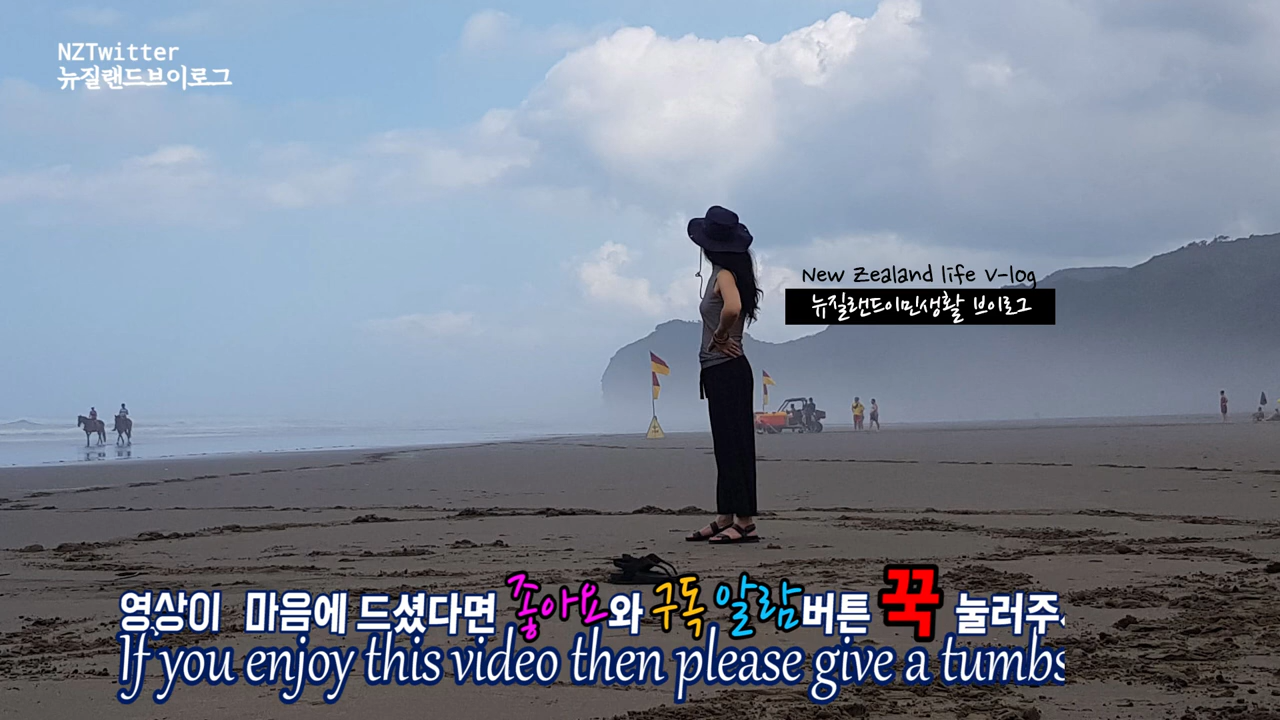 NZTwitter
뉴질랜드브이로그
New Zealand life V-log
뉴질랜드이민생활 브이로그
영상이 마음에 드셨다면 좋아요와 구독 알람버튼 꾹 눌러주
If you enjoy this video then please give a tumbs